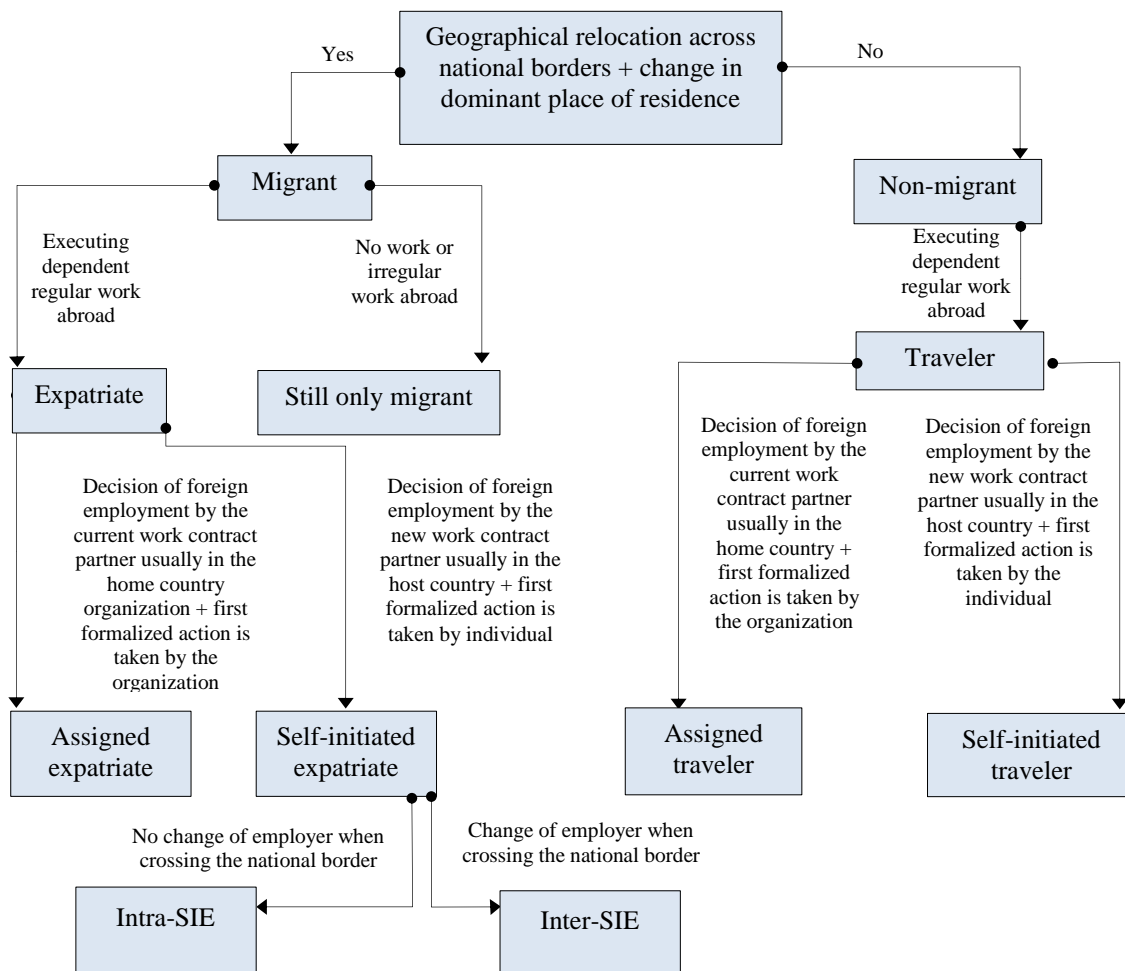 Geographical relocation across
national borders + change in
dominant place of residence
Yes
No
Migrant
Non-migrant
Executing
dependent
regular work
abroad
No work or
irregular
work abroad
Executing
dependent
regular work
abroad
Traveler
Expatriate
Still only migrant
Decision of foreign
employment by the
current work contract
partner usually in the
home country
organization + first
formalized action is
taken by the
organization
Decision of foreign
employment by the
new work contract
partner usually in the
host country + first
formalized action is
taken by individual
Decision of foreign
employment by the
current work
contract partner
usually in the
home country +
first formalized
action is taken by
the organization
Decision of foreign
employment by the
new work contract
partner usually in the
host country + first
formalized action is
taken by the
individual
Assigned
expatriate
Self-initiated
expatriate
Assigned
traveler
Self-initiated
traveler
No change of employer when
crossing the national border
Change of employer when
crossing the national border
Intra-SIE
Inter-SIE